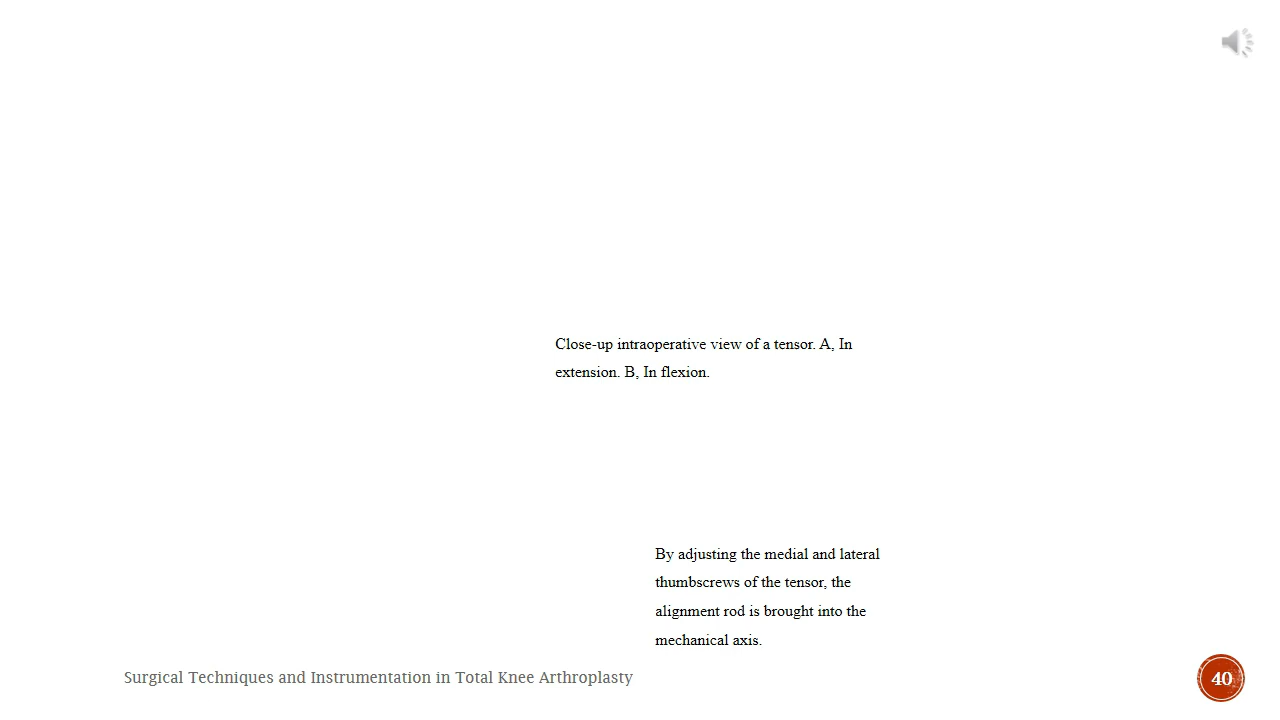 Close-up intraoperative view of a tensor. A, In
extension. B, In flexion.
By adjusting the medial and lateral
thumbscrews of the tensor, the
alignment rod is brought into the
mechanical axis.
Surgical Techniques and Instrumentation in Total Knee Arthroplasty
40